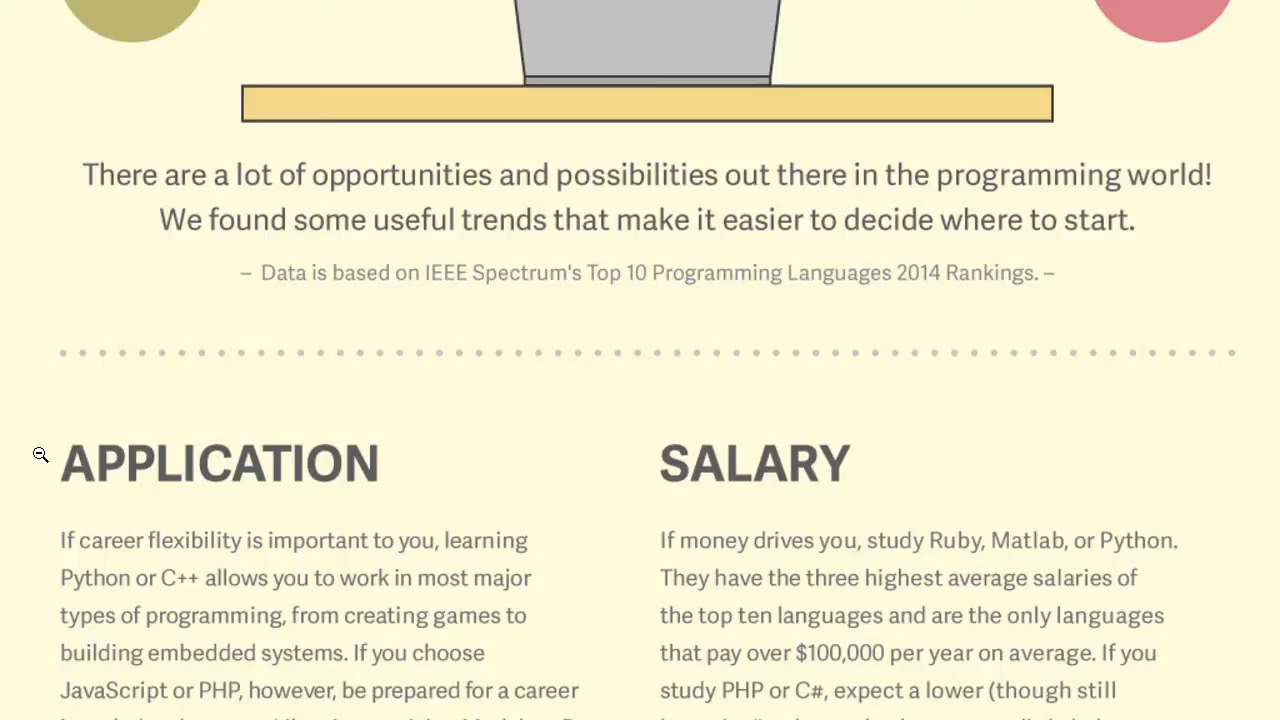 There are a lot of opportunities and possibilities out there in the programming world!
We found some useful trends that make it easier to decide where to start.
– Data is based on IEEE Spectrum's Top 10 Programming Languages 2014 Rankings. –
APPLICATION
If career flexibility is important to you, learning
Python or C++ allows you to work in most major
types of programming, from creating games to
building embedded systems. If you choose
JavaScript or PHP, however, be prepared for a career
SALARY
If money drives you, study Ruby, Matlab, or Python.
They have the three highest average salaries of
the top ten languages and are the only languages
that pay over $100,000 per year on average. If you
study PHP or C#, expect a lower (though still